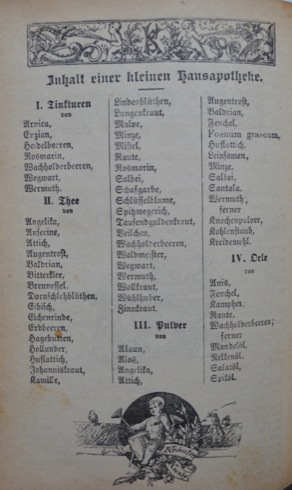 K
Inhalt einer kleinen Hausapotheke.
I. Tinkturen
von
Arnica,
Enzian,
Heidelbeeren,
Rosmarin,
Wachholderbeeren,
Wegwart,
Wermuth.
II. Thee
von
Angelika,
Anserine,
Attich,
Augentrost,
Baldrian,
Bitterklee,
Brennessel,
Dornschlehblüthen,
Eibisch,
Eichenrinde,
Erdbeeren,
Hagebutten,
Hollunder,
Huflattich,
Johanniskraut,
Kamille,
Lindenblüthen,
Lungenkraut,
Malve,
Minze,
Mistel,
Raute,
Rosmarin,
Salbei,
Schafgarbe,
Schlüsselblume,
Spitzwegerich,
Tausendguldenkraut,
Veilchen,
Wachholderbeeren,
Waldmeister,
Wegwart,
Wermuth,
Wollkraut,
Wühlhuber,
Zinnkraut.
III. Pulver
von
Alaun,
Aloë,
Angelika,
Attich,
Augentrost,
Baldrian,
Fenchel,
Foenum graecum,
Huflattich,
Leinsamen,
Minze,
Salbei,
Santala,
Wermuth;
ferner
Knochenpulver,
Kohlenstaub,
Kreidemehl.
IV. Oele
von
Anis,
Fenchel,
Kampher,
Raute,
Wachholderbeeren;
ferner
Mandelöl,
Nelkenöl,
Salatöl,
Spiköl.
Kräuter